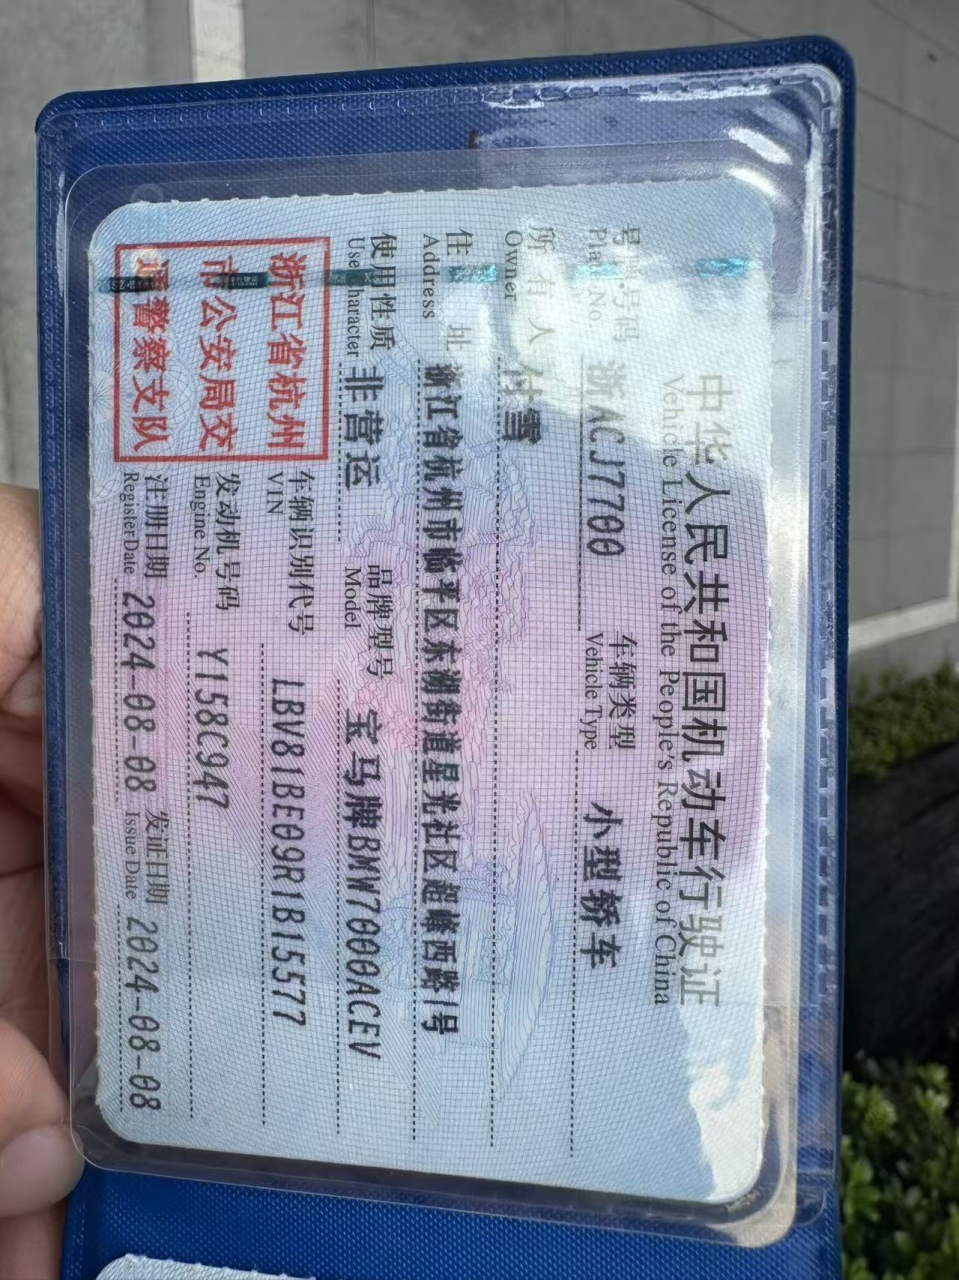 中华人民共和国机动车行驶证
Vehicle License of the People's Republic of China
号牌号码 浙ACJ7700 车辆类型 小型轿车
Plate No. Vehicle Type
所有人 付雪
Owner
住址 浙江省杭州市临平区东湖街道星光社区超峰西路1号
Address
使用性质 非营运 品牌型号 宝马牌BMW7000ACEV
Use Character Model
浙江省杭州
市公安局交
通警察支队
车辆识别代号 LBV81BE09R1B15577
VIN
发动机号码 Y158C947
Engine No.
注册日期 2024-08-08 发证日期 2024-08-08
Register Date Issue Date